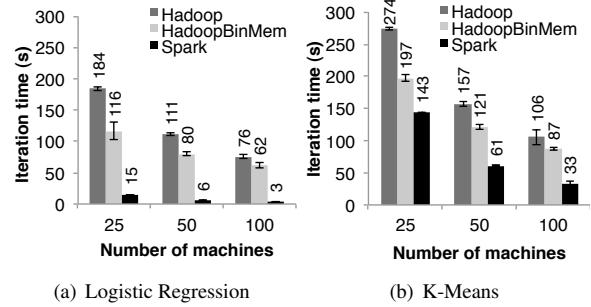 Hadoop
HadoopBinMem
Spark
Iteration time (s)
300
250
200
150
100
50
0
184
116
15
111
80
6
76
62
3
25 50 100
Number of machines
(a) Logistic Regression
Hadoop
HadoopBinMem
Spark
Iteration time (s)
300
250
200
150
100
50
0
274
197
143
157
121
61
106
87
33
25 50 100
Number of machines
(b) K-Means